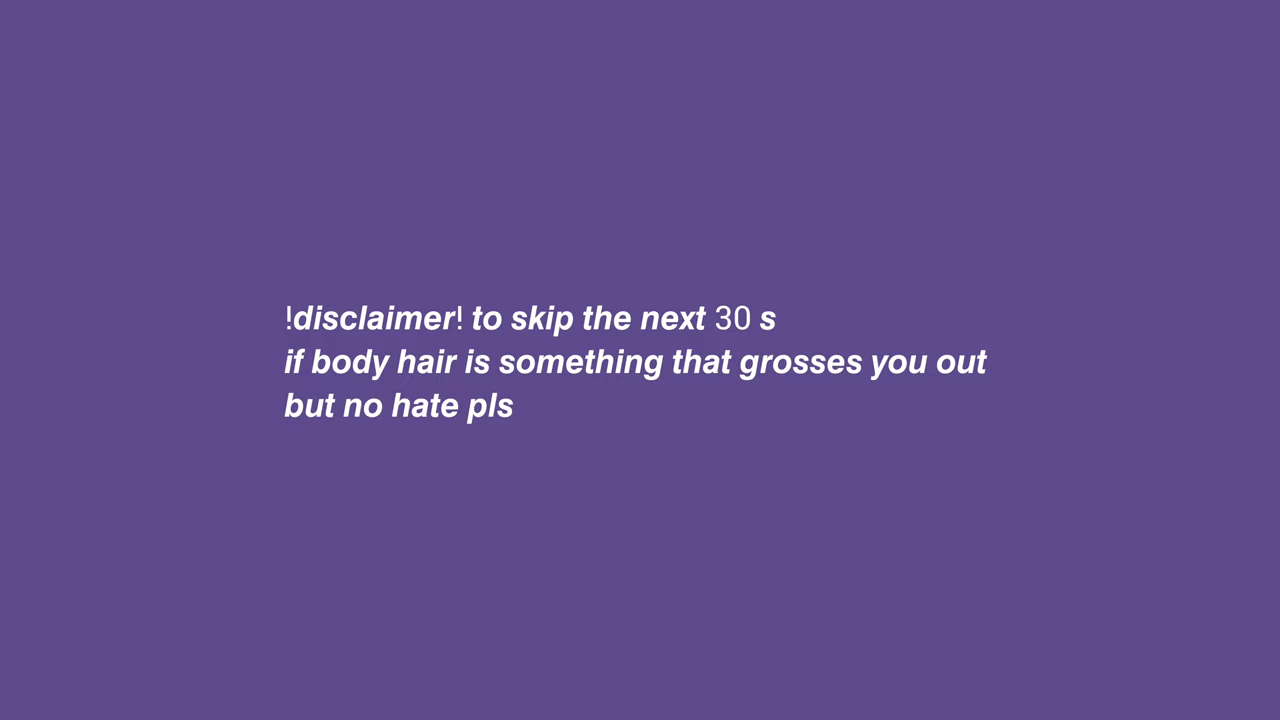 !disclaimer! to skip the next 30 s
if body hair is something that grosses you out
but no hate pls